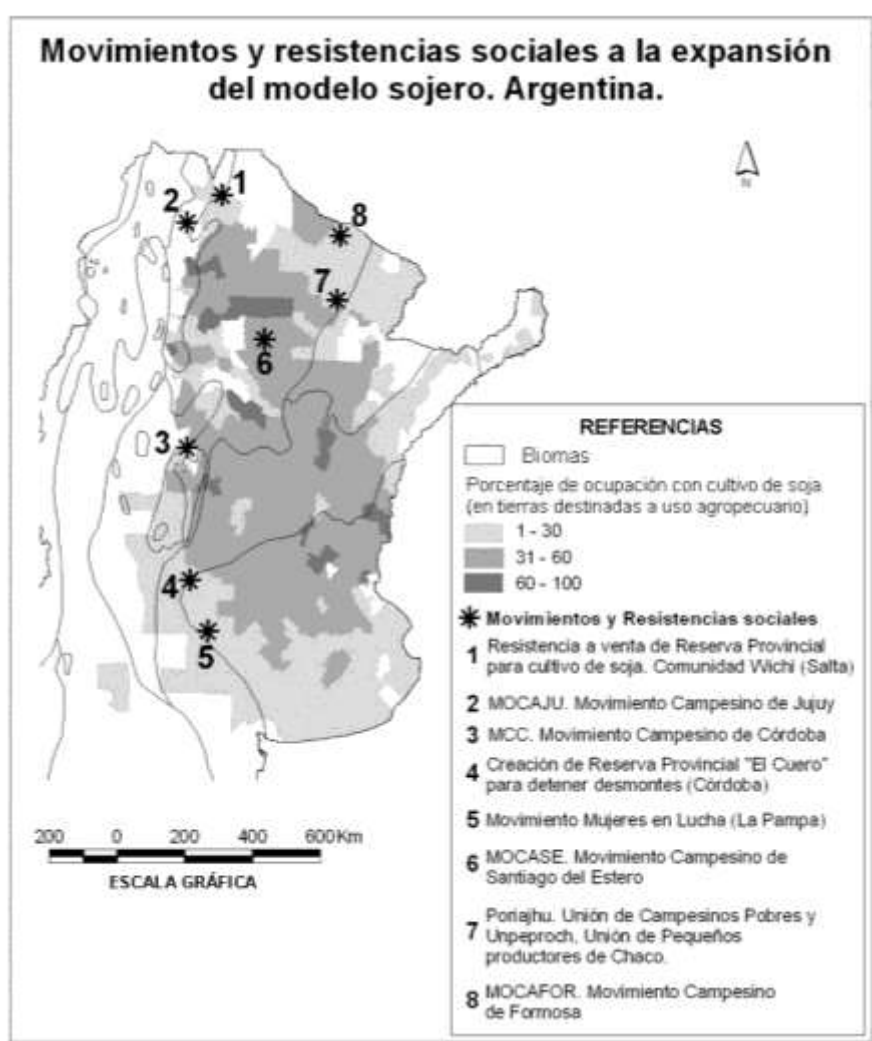 Movimientos y resistencias sociales a la expansión
del modelo sojero. Argentina.
N
1
2
8
7
6
3
4
5
REFERENCIAS
Biomas
Porcentaje de ocupación con cultivo de soja
(en tierras destinadas a uso agropecuario)
1 - 30
31 - 60
60 - 100
Movimientos y Resistencias sociales
1 Resistencia a venta de Reserva Provincial
para cultivo de soja. Comunidad Wichi (Salta)
2 MOCAJU. Movimiento Campesino de Jujuy
3 MCC. Movimiento Campesino de Córdoba
4 Creación de Reserva Provincial "El Cuero"
para detener desmontes (Córdoba)
5 Movimiento Mujeres en Lucha (La Pampa)
6 MOCASE. Movimiento Campesino de
Santiago del Estero
7 Poriajhu. Unión de Campesinos Pobres y
Unpeproch, Unión de Pequeños
productores de Chaco.
8 MOCAFOR. Movimiento Campesino
de Formosa
200 0 200 400 600 Km
ESCALA GRÁFICA